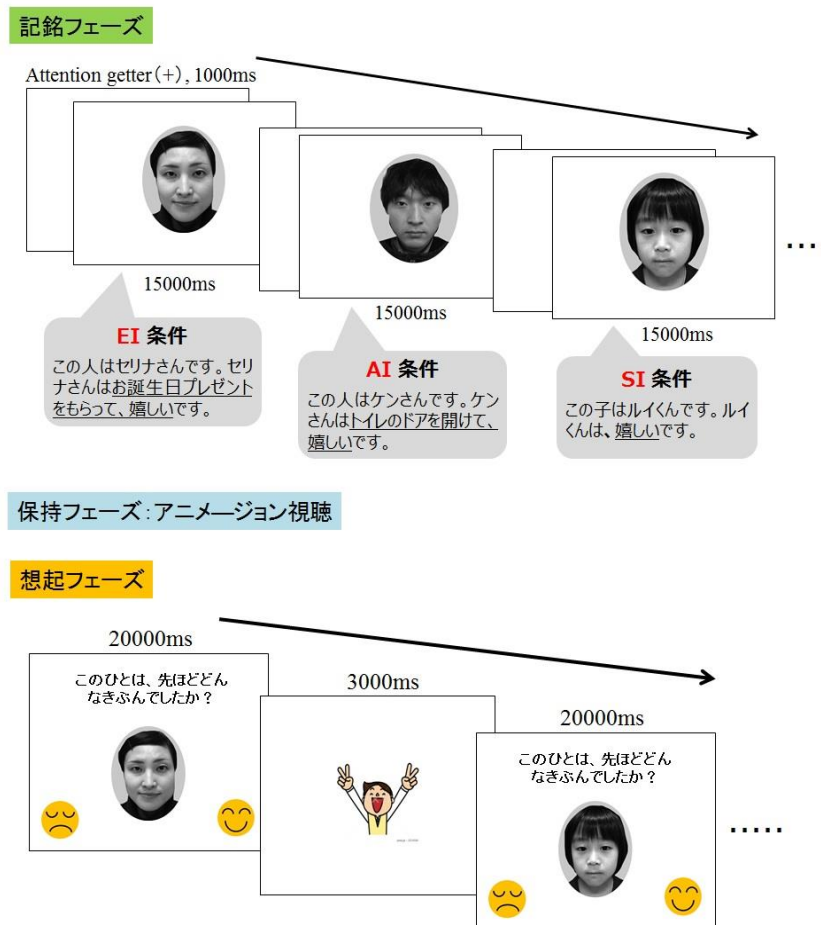 記銘フェーズ
Attention getter(+), 1000ms
15000ms
15000ms
15000ms
...
EI 条件
この人はセリナさんです。セリ
ナさんはお誕生日プレゼント
をもらって、嬉しいです。
AI 条件
この人はケンさんです。ケン
さんはトイレのドアを開けて、
嬉しいです。
SI 条件
この子はルイくんです。ルイ
くんは、嬉しいです。
保持フェーズ：アニメ―ジョン視聴
想起フェーズ
20000ms
このひとは、先ほどどん
なきぶんでしたか？
3000ms
20000ms
このひとは、先ほどどん
なきぶんでしたか？
.....